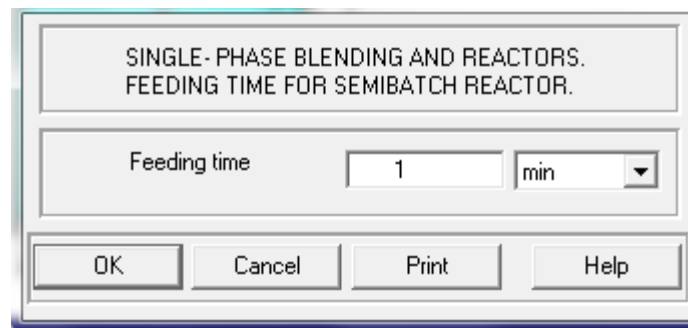 SINGLE- PHASE BLENDING AND REACTORS.
FEEDING TIME FOR SEMIBATCH REACTOR.
Feeding time 1 min
OK Cancel Print Help